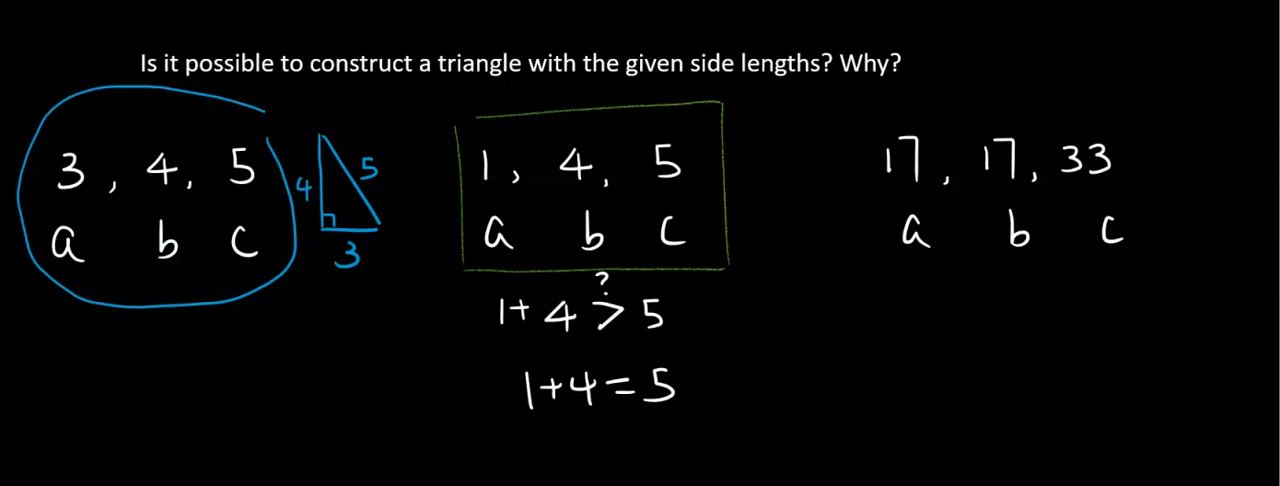 Is it possible to construct a triangle with the given side lengths? Why?
3, 4, 5
a b c
4 5
3
1, 4, 5
a b c
?
1+ 4 > 5
1+4=5
17, 17, 33
a b c